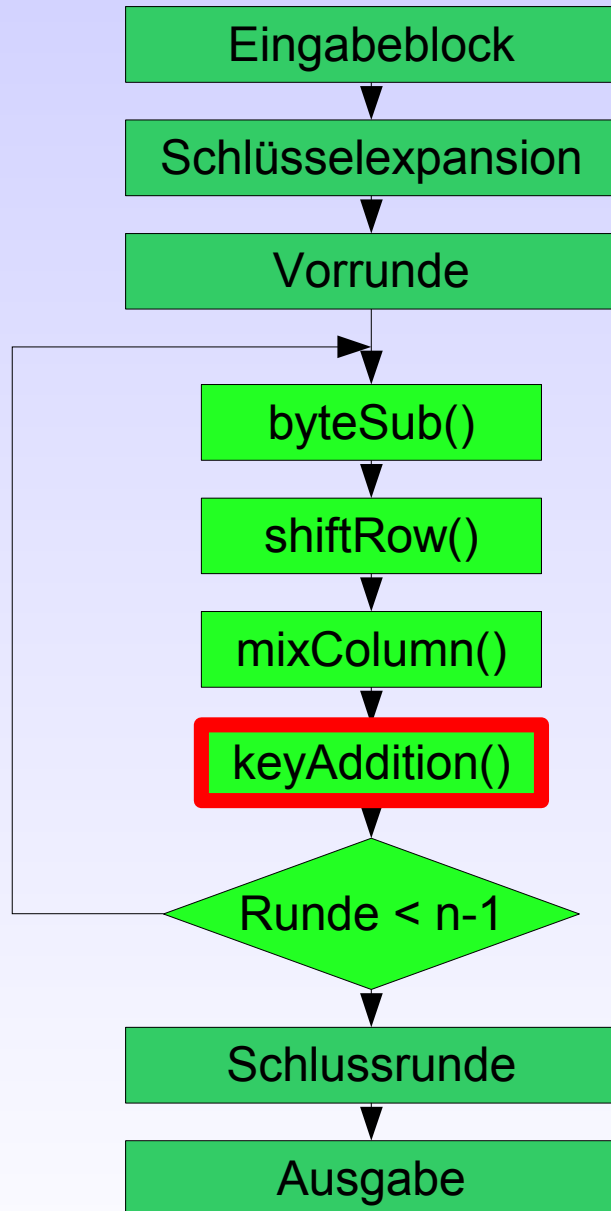 Eingabeblock
Schlüsselexpansion
Vorrunde
byteSub()
shiftRow()
mixColumn()
keyAddition()
Runde < n-1
Schlussrunde
Ausgabe